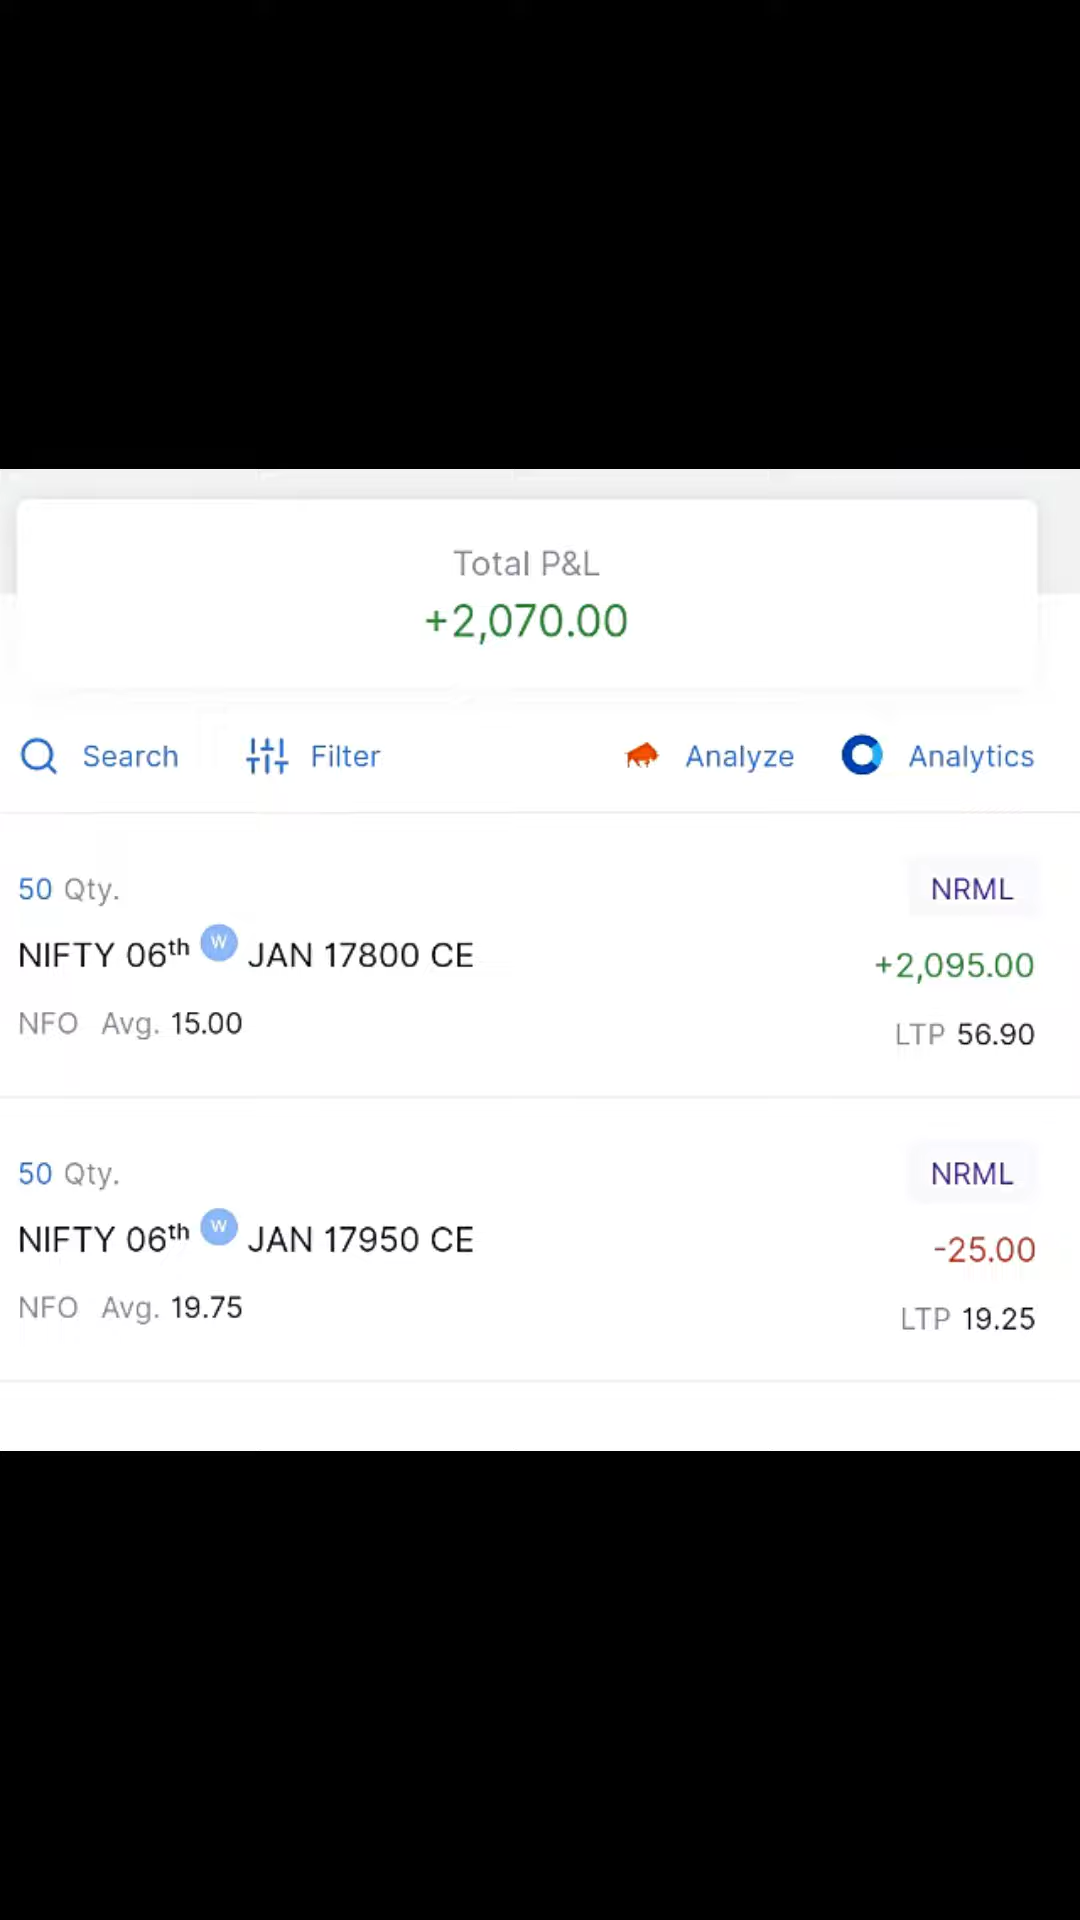 Total P&L
+2,070.00
Search Filter Analyze Analytics
50 Qty. NRML
NIFTY 06th W JAN 17800 CE +2,095.00
NFO Avg. 15.00 LTP 56.90
50 Qty. NRML
NIFTY 06th W JAN 17950 CE -25.00
NFO Avg. 19.75 LTP 19.25